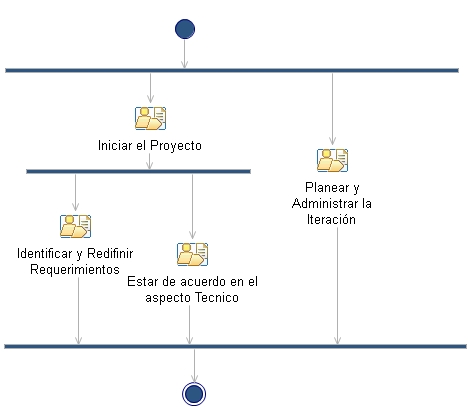 Iniciar el Proyecto
Planear y
Administrar la
Iteración
Identificar y Redifinir
Requerimientos
Estar de acuerdo en el
aspecto Tecnico